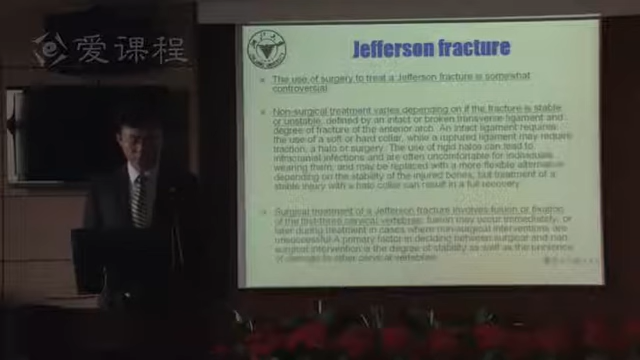 爱课程
Jefferson fracture
The use of surgery to treat a Jefferson fracture is somewhat
controversial.
Non-surgical treatment varies depending on if the fracture is stable
or unstable, defined by an intact or broken transverse ligament and
degree of fracture of the anterior arch. An intact ligament requires
the use of a soft or hard collar, while a ruptured ligament may require
traction, a halo or surgery. The use of rigid halos can lead to
intracranial infections and are often uncomfortable for individuals
wearing them, and may be replaced with a more flexible alternative
depending on the stability of the injured bones, but treatment of a
stable injury with a halo collar can result in a full recovery.
Surgical treatment of a Jefferson fracture involves fusion or fixation
of the first three cervical vertebrae; fusion may occur immediately, or
later during treatment in cases where non-surgical interventions are
unsuccessful. A primary factor in deciding between surgical and non
surgical intervention is the degree of stability as well as the presence
of damage to other cervical vertebrae.